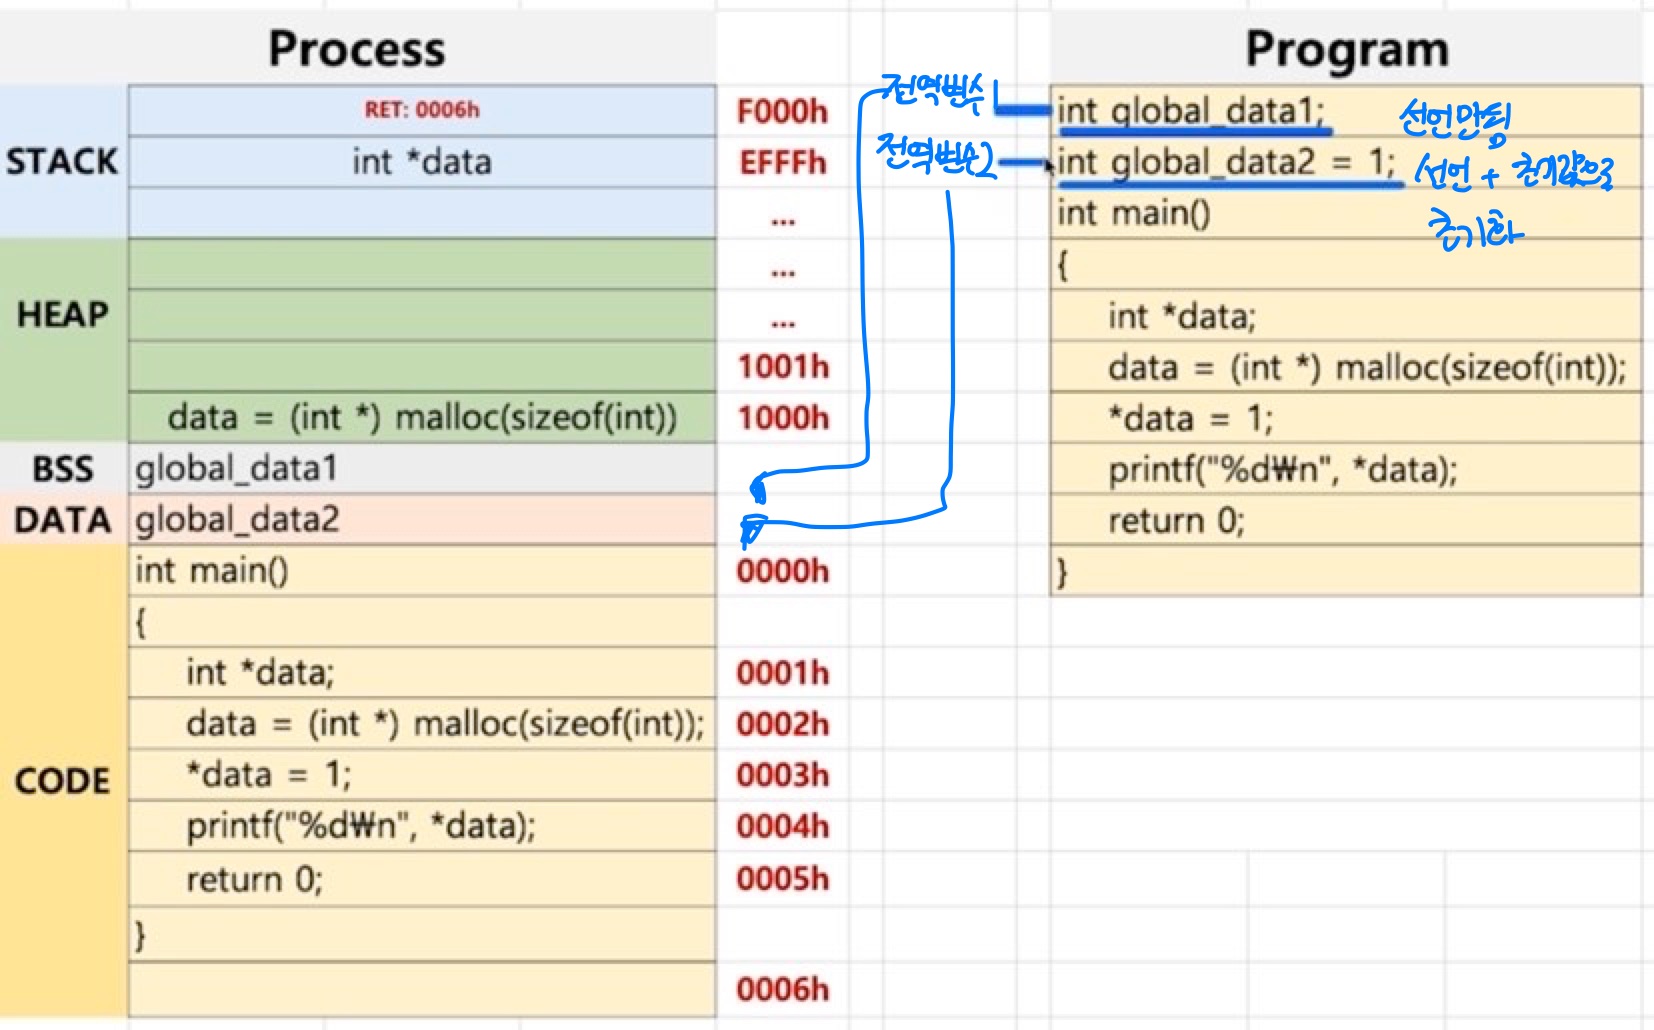 Process
Program
STACK
RET: 0006h
F000h
int *data
EFFFh
...
HEAP
...
...
1001h
data = (int *) malloc(sizeof(int))
1000h
BSS
global_data1
DATA
global_data2
CODE
int main()
0000h
{
int *data;
0001h
data = (int *) malloc(sizeof(int));
0002h
*data = 1;
0003h
printf("%d₩n", *data);
0004h
return 0;
0005h
}
0006h
전역변수1
전역변수2
int global_data1;
선언만 됨
int global_data2 = 1;
선언 + 초기값으로
초기화
int main()
{
int *data;
data = (int *) malloc(sizeof(int));
*data = 1;
printf("%d₩n", *data);
return 0;
}